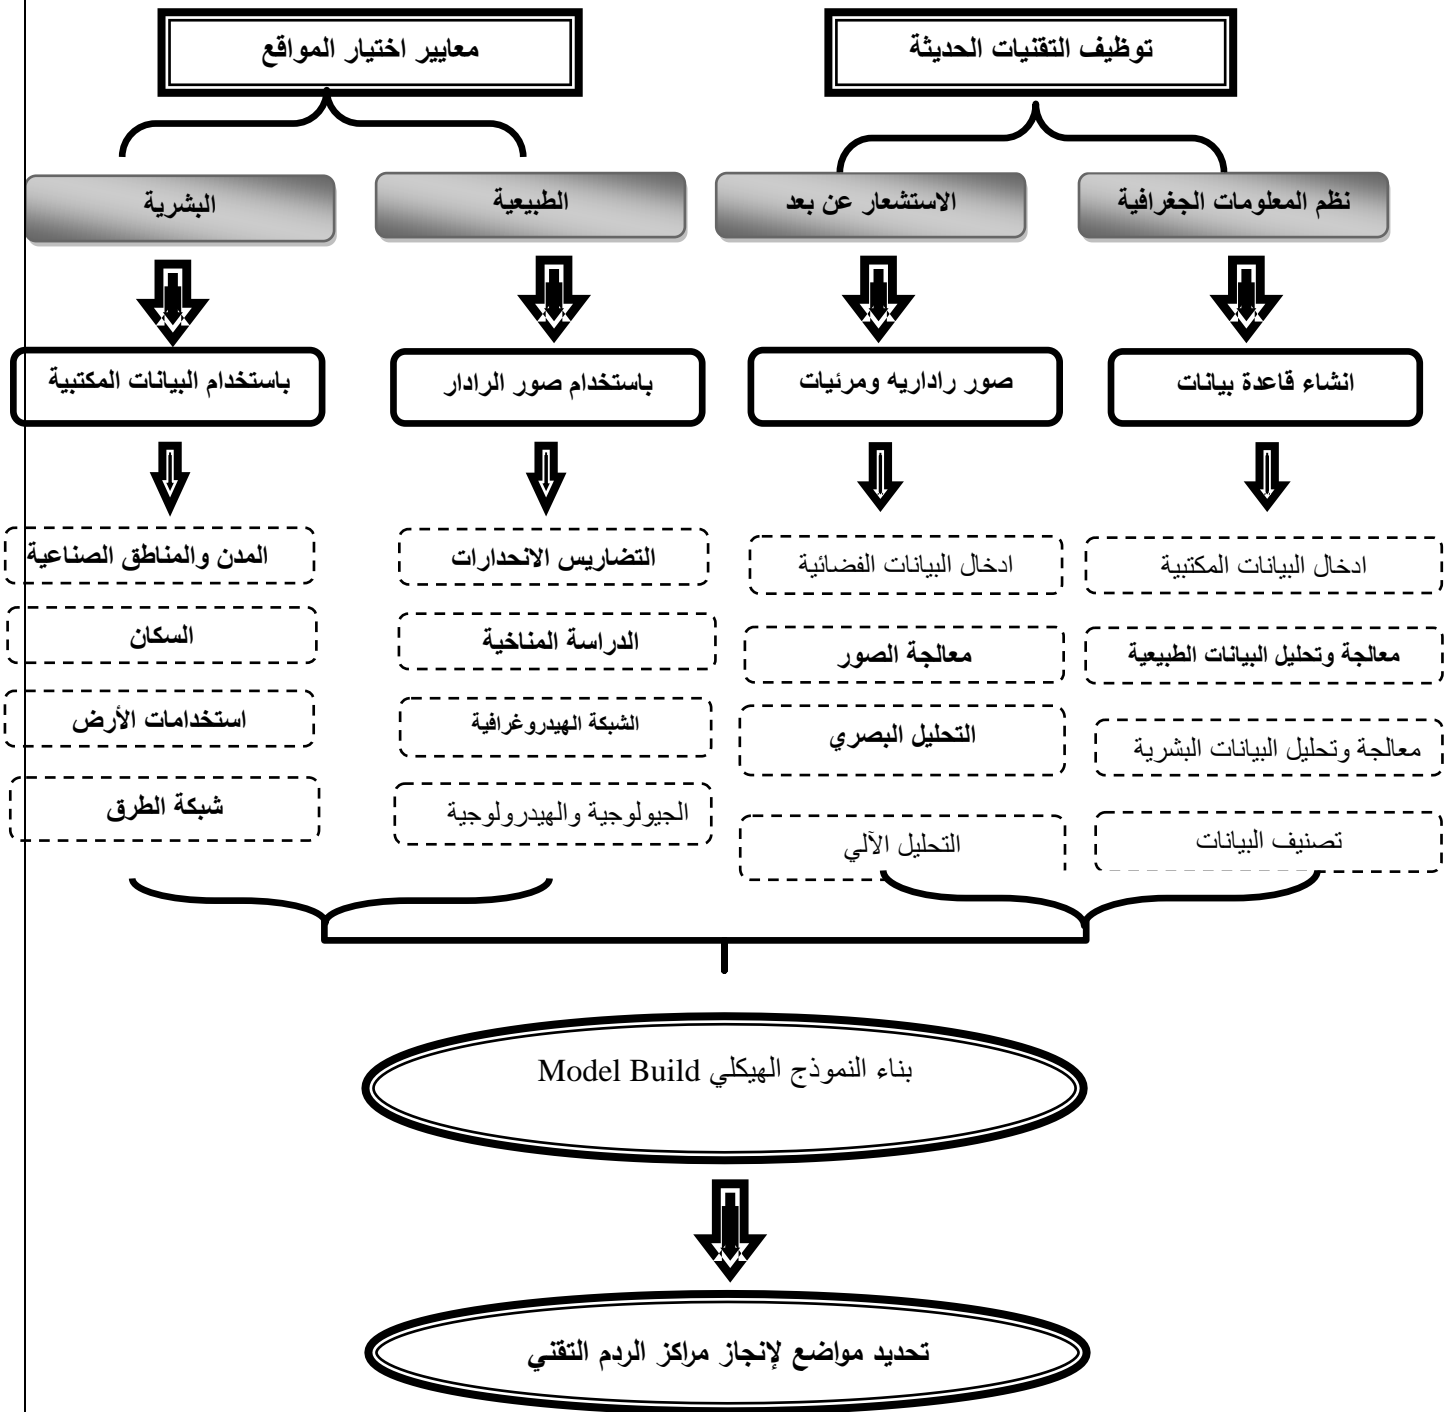 توظيف التقنيات الحديثة
معايير اختيار المواقع
نظم المعلومات الجغرافية
الاستشعار عن بعد
الطبيعية
البشرية
انشاء قاعدة بيانات
صور راداريه ومرئيات
باستخدام صور الرادار
باستخدام البيانات المكتبية
ادخال البيانات المكتبية
ادخال البيانات الفضائية
التضاريس الانحدارات
المدن والمناطق الصناعية
معالجة وتحليل البيانات الطبيعية
معالجة الصور
الدراسة المناخية
السكان
معالجة وتحليل البيانات البشرية
التحليل البصري
الشبكة الهيدروغرافية
استخدامات الأرض
تصنيف البيانات
التحليل الآلي
الجيولوجية والهيدرولوجية
شبكة الطرق
بناء النموذج الهيكلي Model Build
تحديد مواضع لإنجاز مراكز الردم التقني